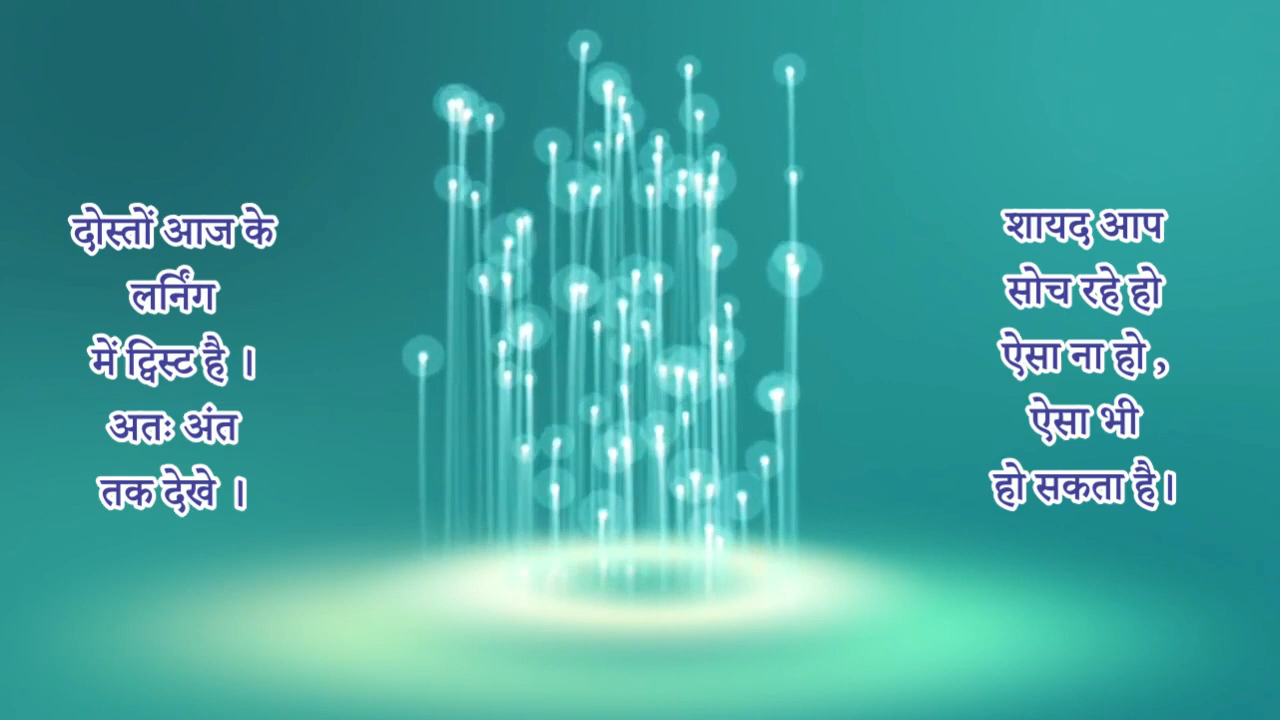 दोस्तों आज के
लर्निंग
में ट्विस्ट है ।
अतः अंत
तक देखे ।
शायद आप
सोच रहे हो
ऐसा ना हो ,
ऐसा भी
हो सकता है।